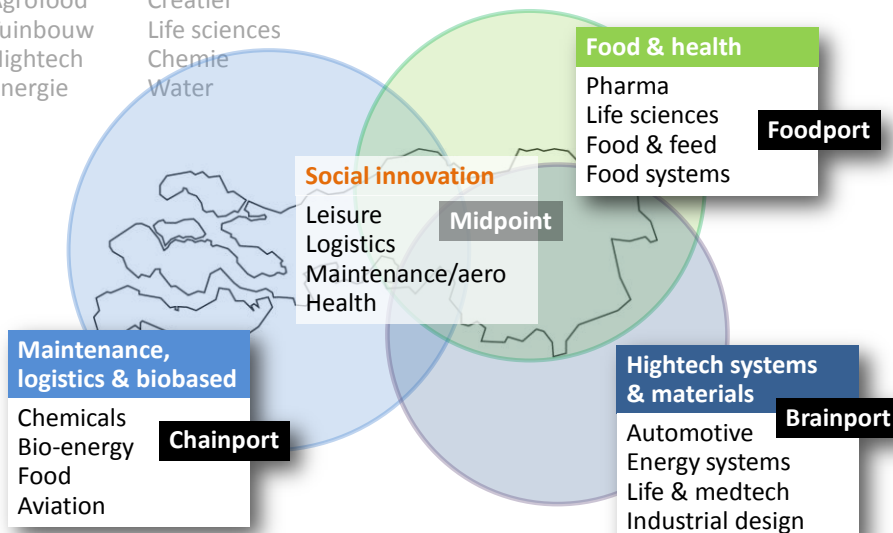 Creatief
Life sciences
Chemie
Water
Food & health
Pharma
Life sciences
Food & feed
Food systems
Foodport
Social innovation
Leisure
Logistics
Maintenance/aero
Health
Midpoint
Maintenance,
logistics & biobased
Chemicals
Bio-energy
Food
Aviation
Chainport
Hightech systems
& materials
Automotive
Energy systems
Life & medtech
Industrial design
Brainport